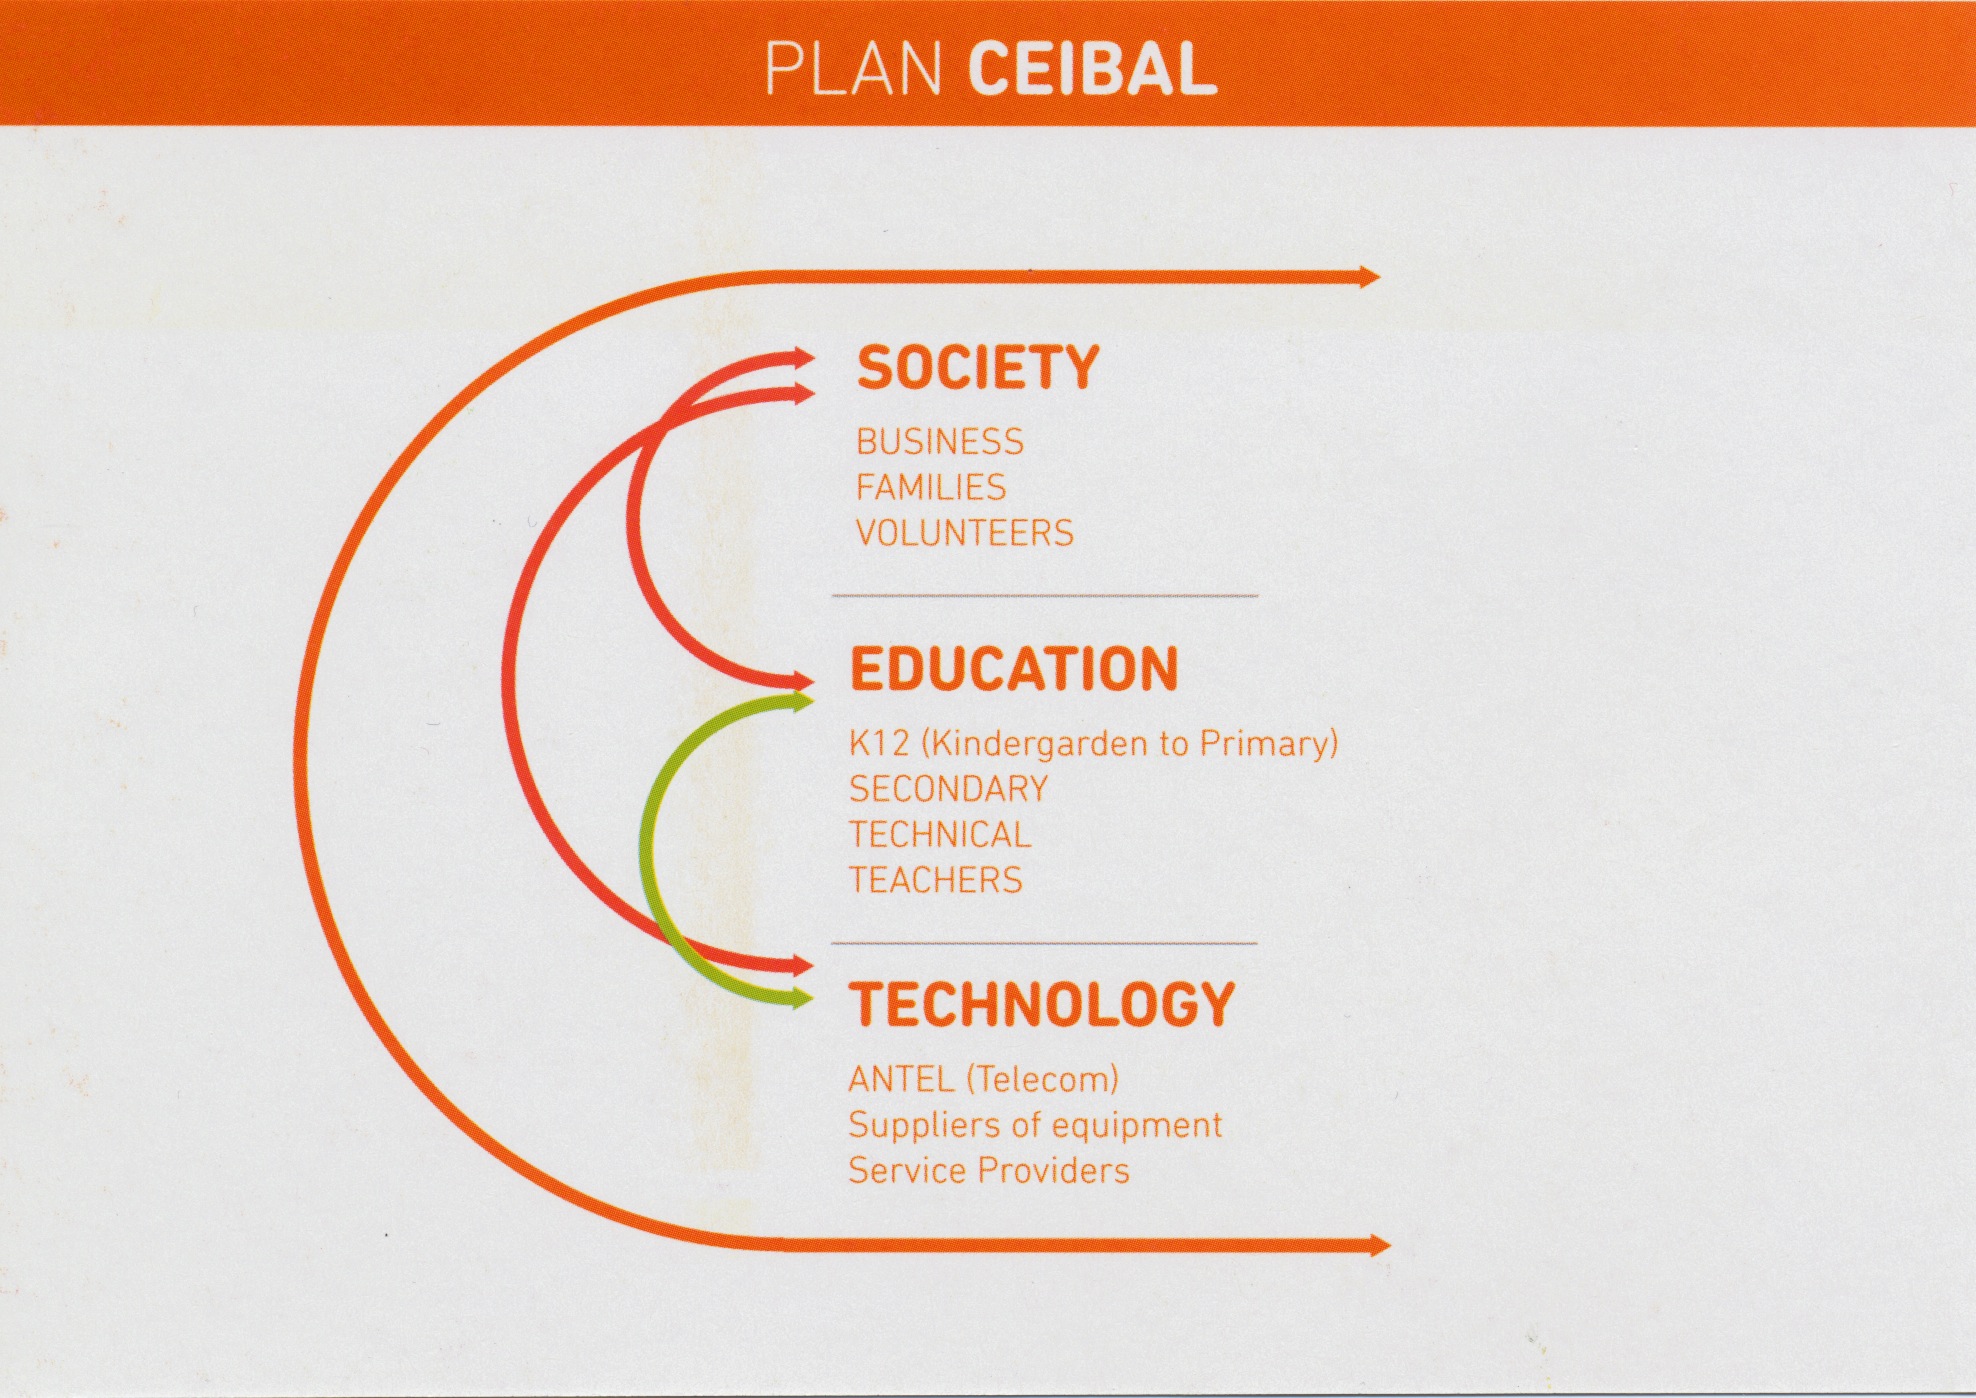 PLAN CEIBAL
SOCIETY
BUSINESS
FAMILIES
VOLUNTEERS
EDUCATION
K12 (Kindergarden to Primary)
SECONDARY
TECHNICAL
TEACHERS
TECHNOLOGY
ANTEL (Telecom)
Suppliers of equipment
Service Providers